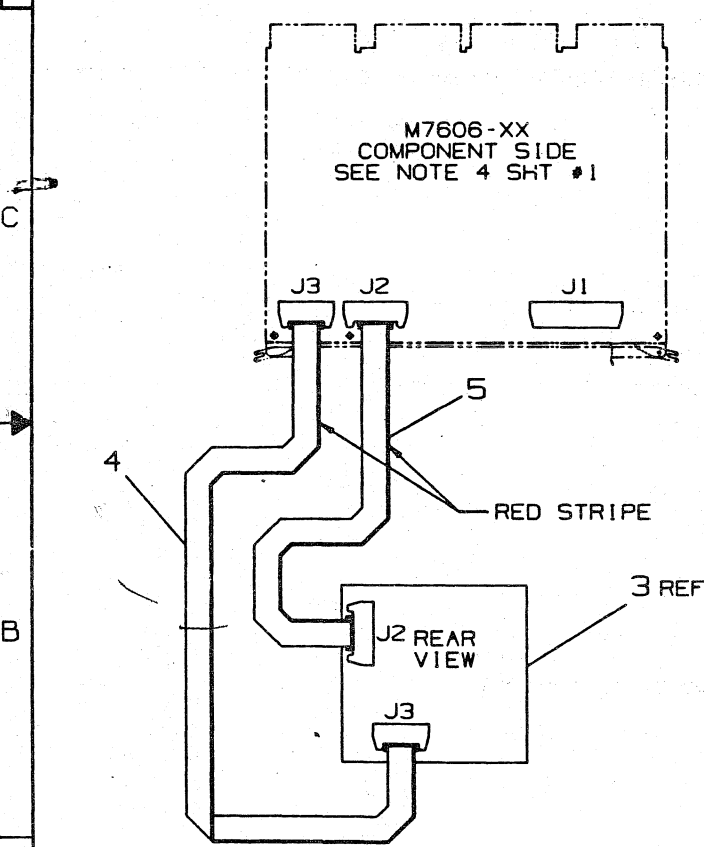 M7606-XX
COMPONENT SIDE
SEE NOTE 4 SHT #1
C
J3 J2 J1
5
4
RED STRIPE
3 REF
B
J2 REAR
VIEW
J3